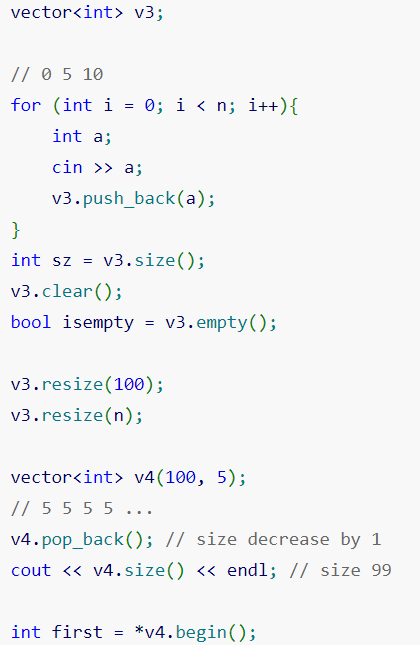 vector<int> v3;
// 0 5 10
for (int i = 0; i < n; i++){
    int a;
    cin >> a;
    v3.push_back(a);
}
int sz = v3.size();
v3.clear();
bool isempty = v3.empty();
v3.resize(100);
v3.resize(n);
vector<int> v4(100, 5);
// 5 5 5 5 ...
v4.pop_back(); // size decrease by 1
cout << v4.size() << endl; // size 99
int first = *v4.begin();